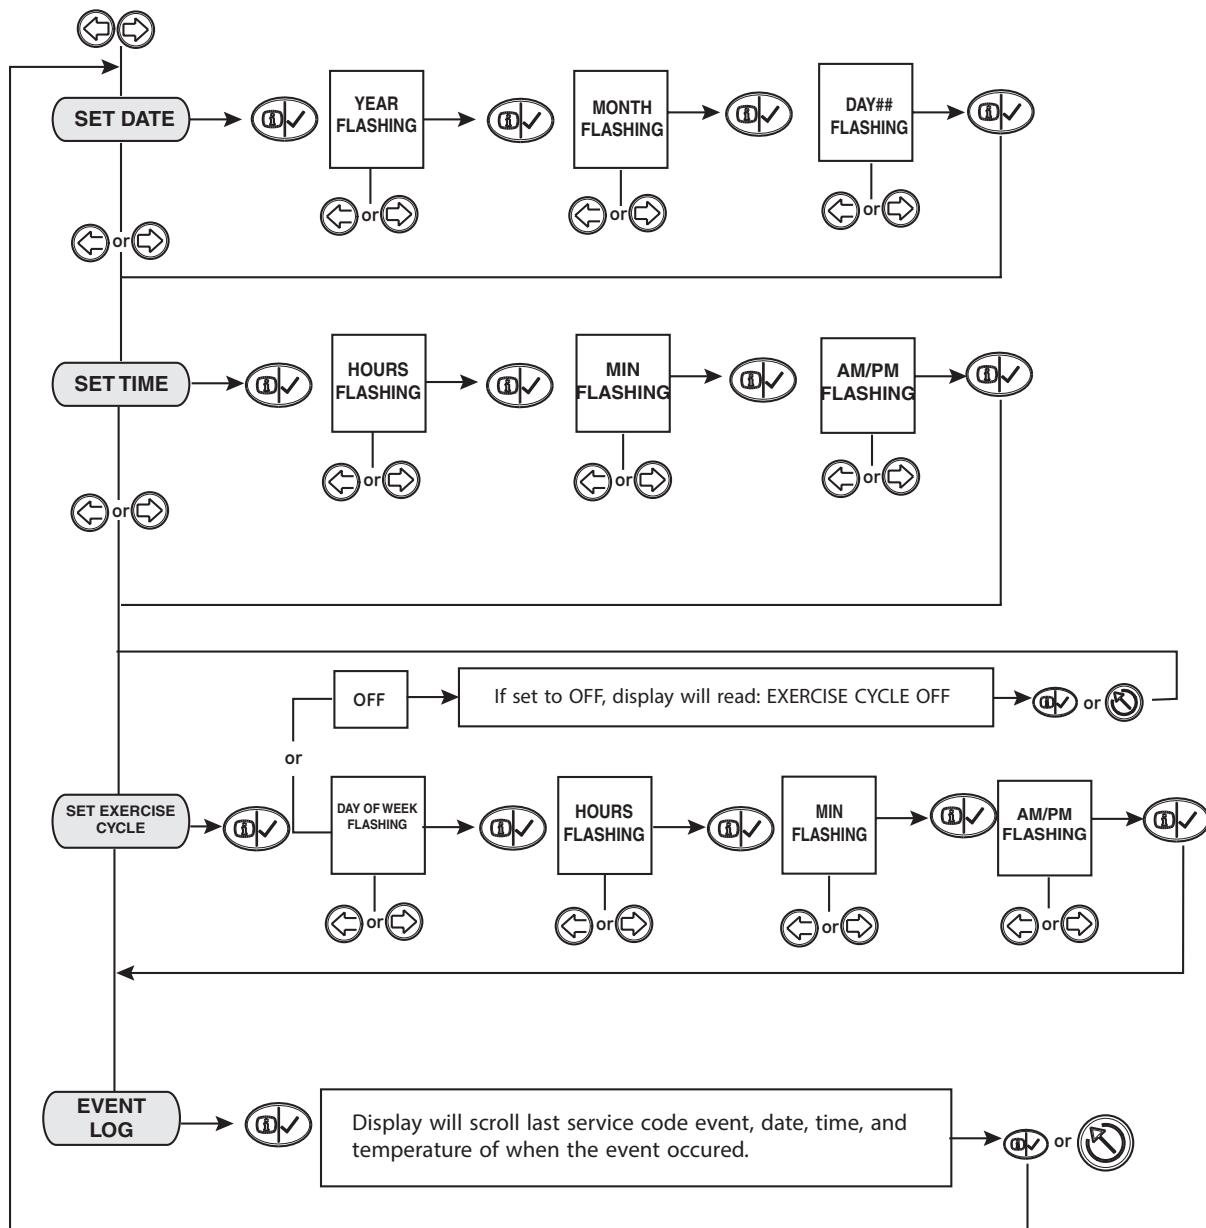 SET DATE
YEAR
FLASHING
MONTH
FLASHING
DAY##
FLASHING
or
or
or
or
SET TIME
HOURS
FLASHING
MIN
FLASHING
AM/PM
FLASHING
or
or
or
or
OFF
If set to OFF, display will read: EXERCISE CYCLE OFF
or
or
SET EXERCISE
CYCLE
DAY OF WEEK
FLASHING
HOURS
FLASHING
MIN
FLASHING
AM/PM
FLASHING
or
or
or
or
EVENT
LOG
Display will scroll last service code event, date, time, and
temperature of when the event occured.
or